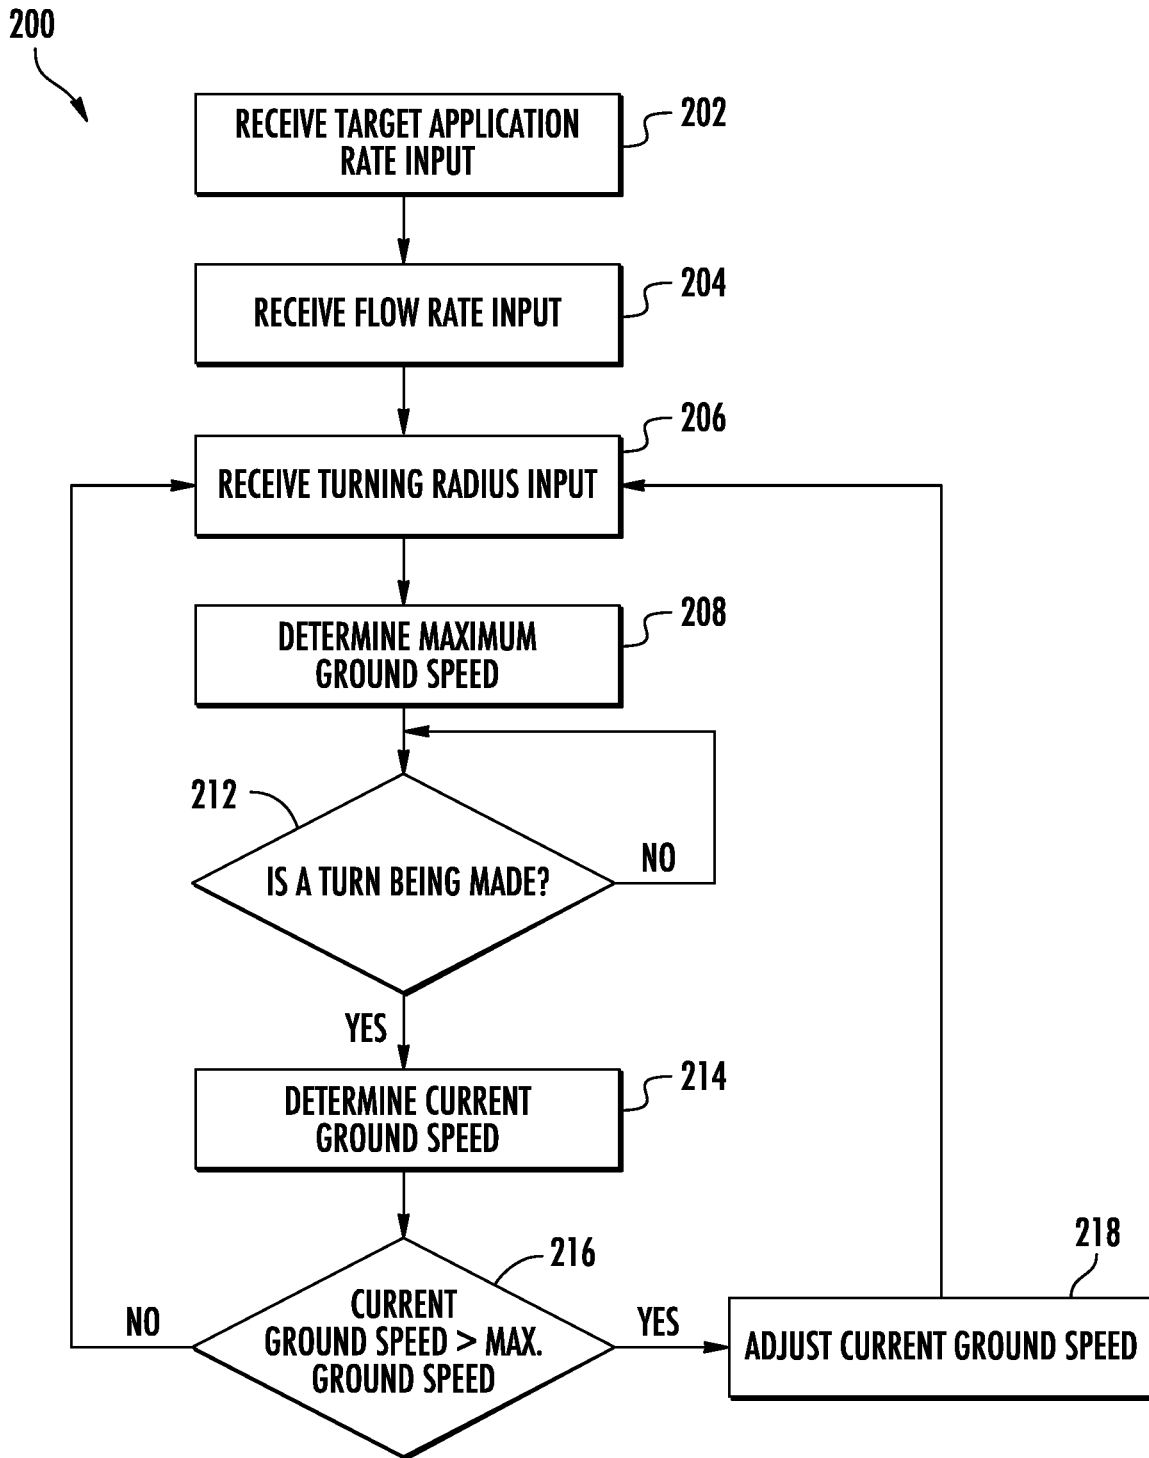 200
RECEIVE TARGET APPLICATION
RATE INPUT
202
RECEIVE FLOW RATE INPUT
204
RECEIVE TURNING RADIUS INPUT
206
DETERMINE MAXIMUM
GROUND SPEED
208
212
IS A TURN BEING MADE?
NO
YES
DETERMINE CURRENT
GROUND SPEED
214
216
CURRENT
GROUND SPEED > MAX.
GROUND SPEED
NO
YES
218
ADJUST CURRENT GROUND SPEED